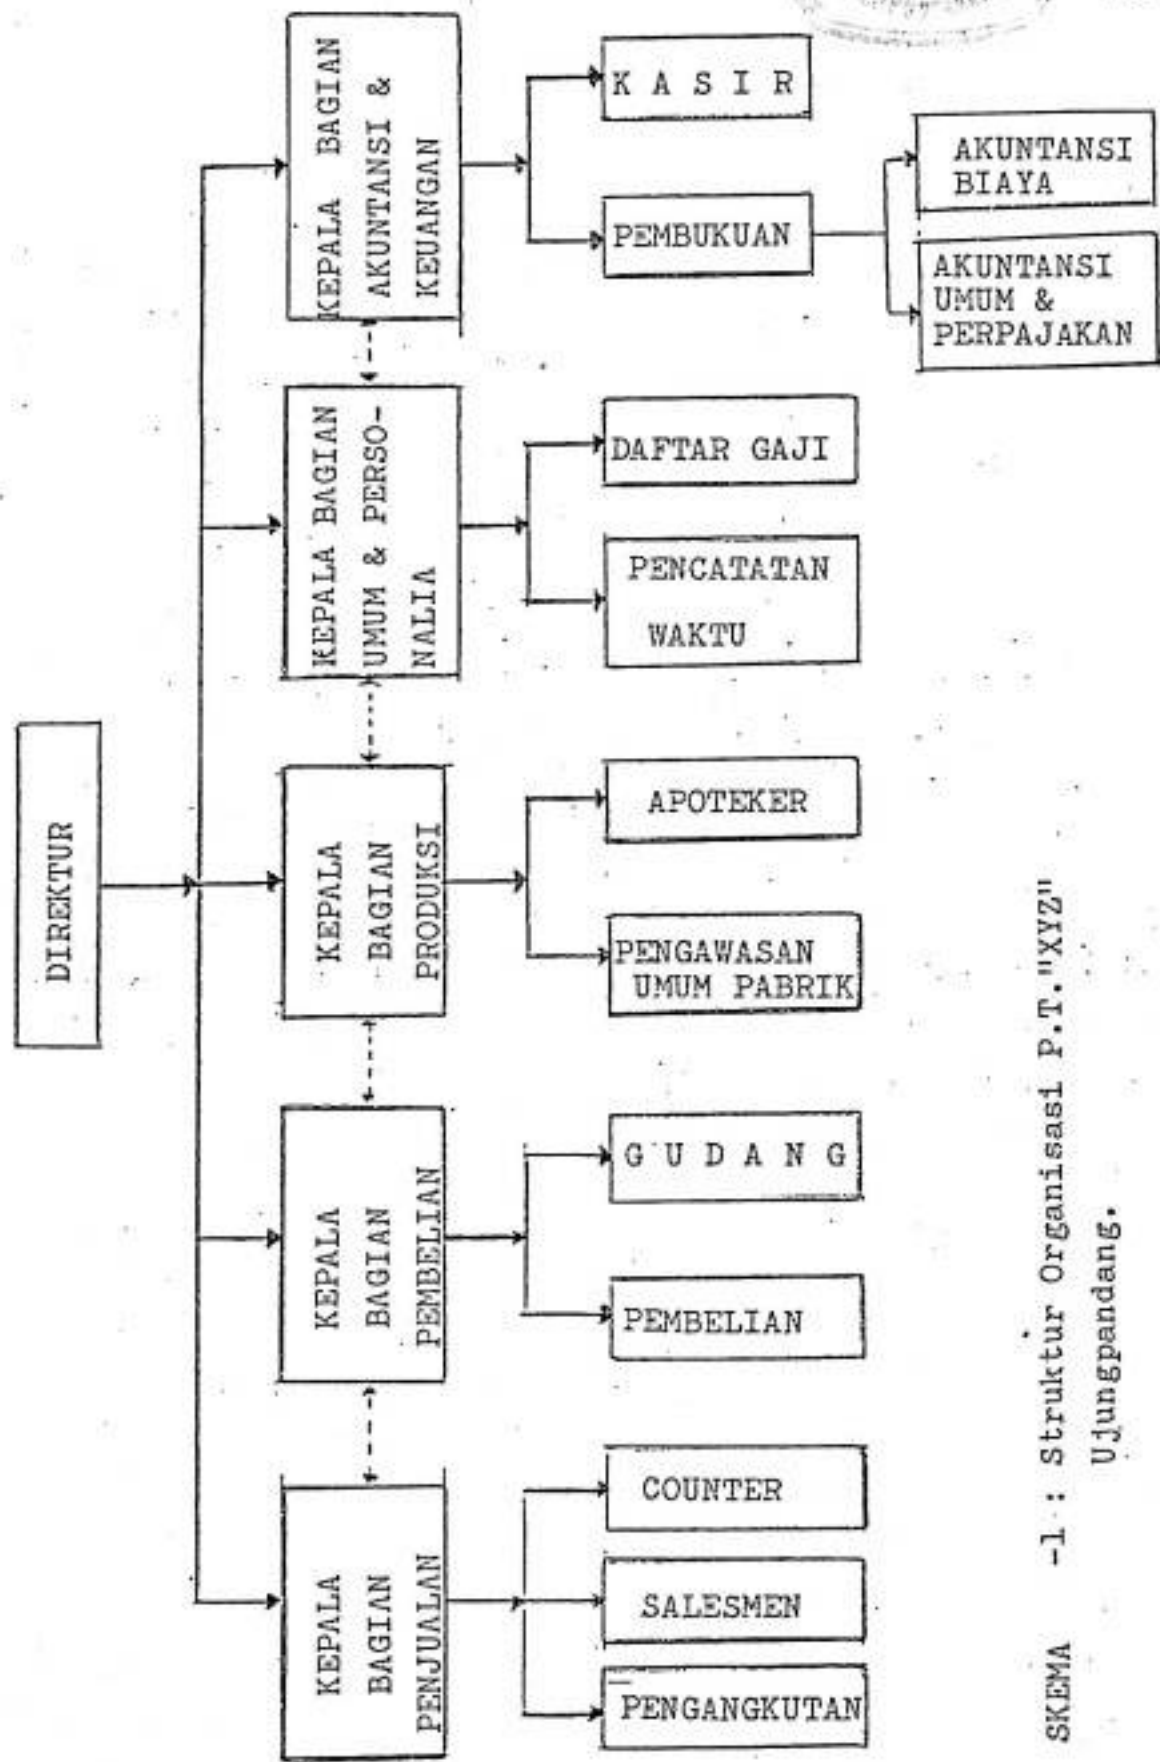 DIREKTUR
KEPALA
BAGIAN
PENJUALAN
KEPALA
BAGIAN
PEMBELIAN
KEPALA
BAGIAN
PRODUKSI
KEPALA BAGIAN
UMUM & PERSO-
NALIA
KEPALA BAGIAN
AKUNTANSI &
KEUANGAN
PENGANGKUTAN
SALESMEN
COUNTER
PEMBELIAN
G U D A N G
PENGAWASAN
UMUM PABRIK
APOTEKER
PENCATATAN
WAKTU
DAFTAR GAJI
PEMBUKUAN
K A S I R
AKUNTANSI
UMUM &
PERPAJAKAN
AKUNTANSI
BIAYA
SKEMA -1 : Struktur Organisasi P.T."XYZ"
Ujungpandang.